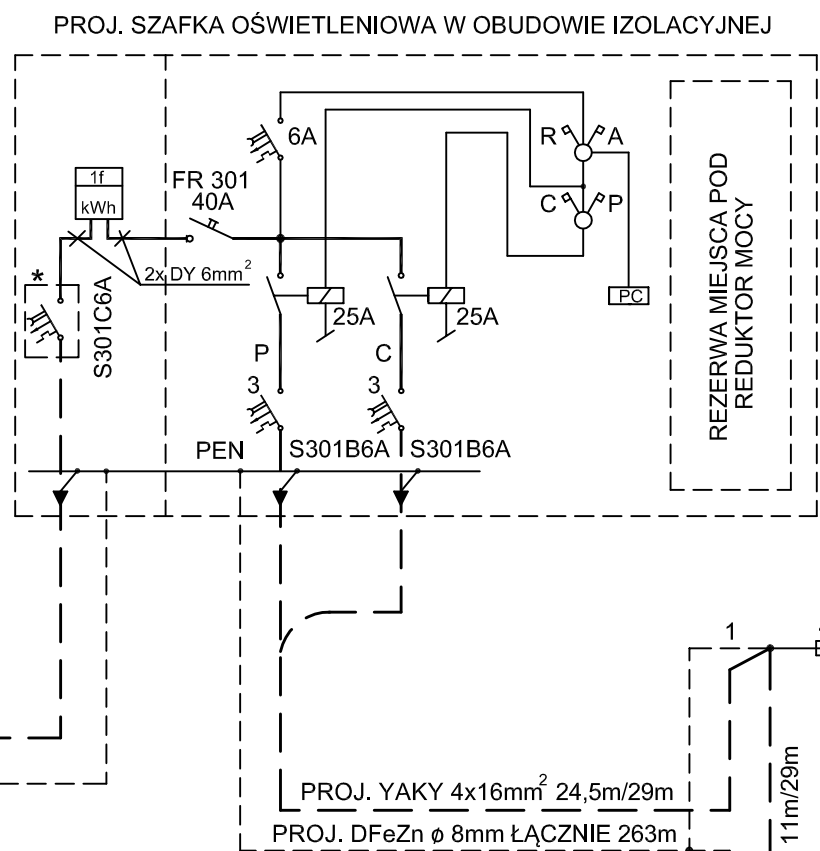 PROJ. SZAFKA OŚWIETLENIOWA W OBUDOWIE IZOLACYJNEJ
6A
R
A
1f
kWh
FR 301
40A
C
P
2x DY 6mm²
*
S301C6A
25A
25A
PC
REZERWA MIEJSCA POD
REDUKTOR MOCY
P
C
3
3
PEN
S301B6A
S301B6A
1
PROJ. YAKY 4x16mm² 24,5m/29m
11m/29m
PROJ. DFeZn ø 8mm ŁĄCZNIE 263m